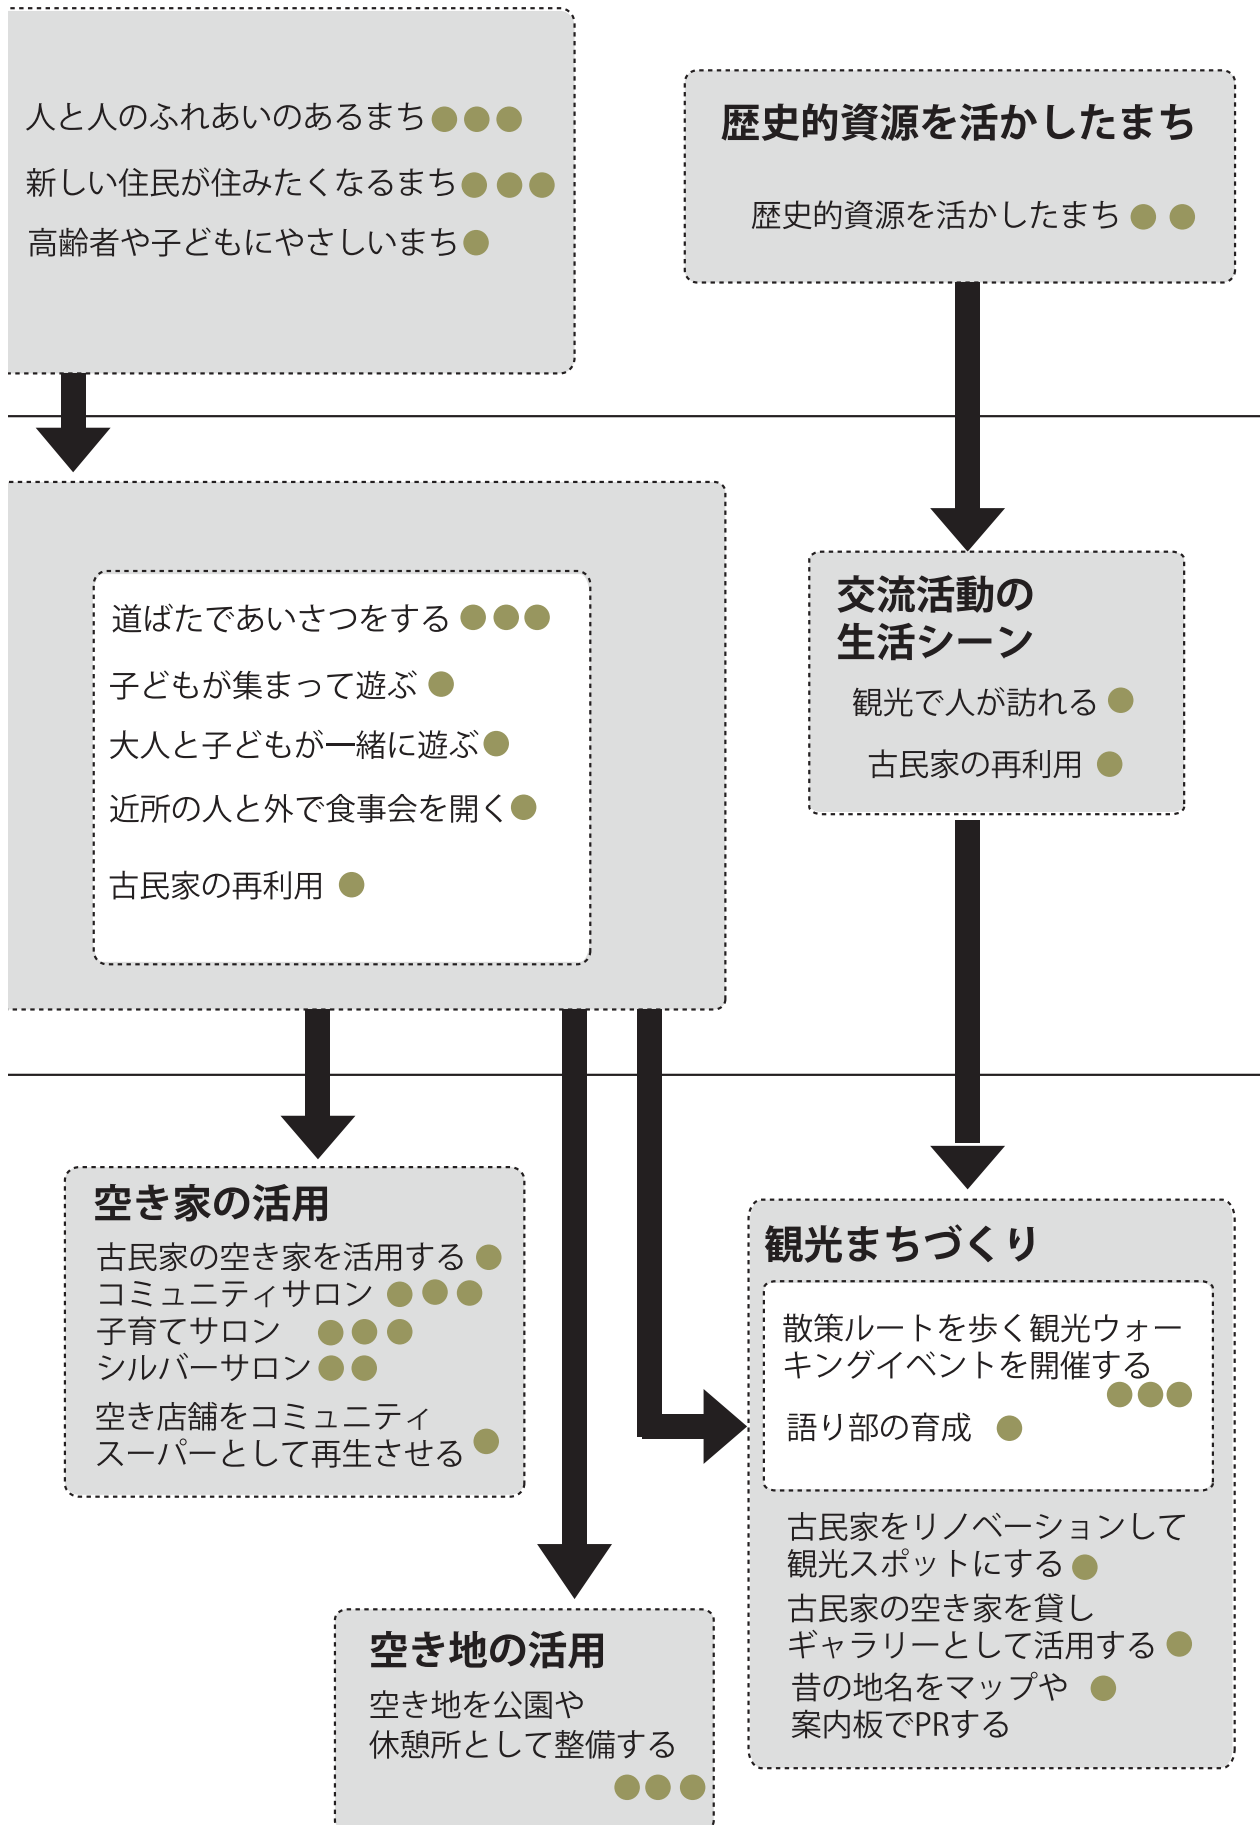 人と人のふれあいのあるまち
新しい住民が住みたくなるまち
高齢者や子どもにやさしいまち
歴史的資源を活かしたまち
歴史的資源を活かしたまち
道ばたであいさつをする
子どもが集まって遊ぶ
大人と子どもが一緒に遊ぶ
近所の人と外で食事会を開く
古民家の再利用
交流活動の
生活シーン
観光で人が訪れる
古民家の再利用
空き家の活用
古民家の空き家を活用する
コミュニティサロン
子育てサロン
シルバーサロン
空き店舗をコミュニティ
スーパーとして再生させる
空き地の活用
空き地を公園や
休憩所として整備する
観光まちづくり
散策ルートを歩く観光ウォー
キングイベントを開催する
語り部の育成
古民家をリノベーションして
観光スポットにする
古民家の空き家を貸し
ギャラリーとして活用する
昔の地名をマップや
案内板でPRする